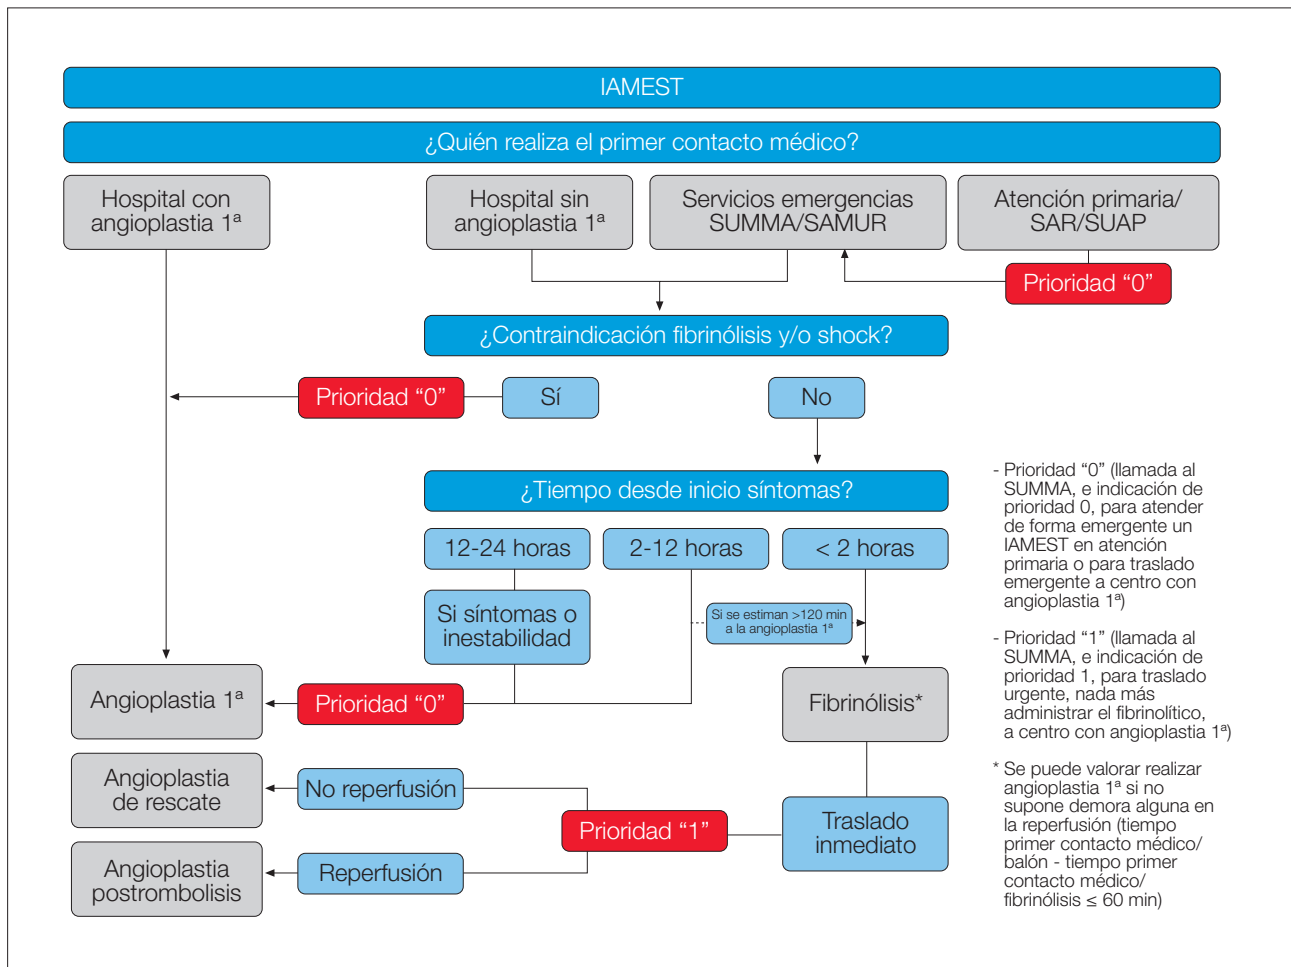 IAMEST
¿Quién realiza el primer contacto médico?
Hospital con
angioplastia 1ª
Hospital sin
angioplastia 1ª
Servicios emergencias
SUMMA/SAMUR
Atención primaria/
SAR/SUAP
Prioridad “0”
¿Contraindicación fibrinólisis y/o shock?
Prioridad “0”
Sí
No
¿Tiempo desde inicio síntomas?
12-24 horas
2-12 horas
< 2 horas
Si síntomas o
inestabilidad
Si se estiman >120 min
a la angioplastia 1ª
Angioplastia 1ª
Prioridad “0”
Fibrinólisis*
Angioplastia
de rescate
No reperfusión
Prioridad “1”
Traslado
inmediato
Angioplastia
postrombolisis
Reperfusión
- Prioridad “0” (llamada al
SUMMA, e indicación de
prioridad 0, para atender
de forma emergente un
IAMEST en atención
primaria o para traslado
emergente a centro con
angioplastia 1ª)
- Prioridad “1” (llamada al
SUMMA, e indicación de
prioridad 1, para traslado
urgente, nada más
administrar el fibrinolítico,
a centro con angioplastia 1ª)
* Se puede valorar realizar
angioplastia 1ª si no
supone demora alguna en
la reperfusión (tiempo
primer contacto médico/
balón - tiempo primer
contacto médico/
fibrinólisis ≤ 60 min)